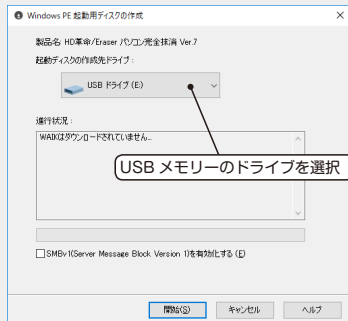 Windows PE 起動用ディスクの作成
製品名 HD革命/Eraser パソコン完全抹消 Ver.7
起動ディスクの作成先ドライブ：
USB ドライブ (E:)
進行状況：
WAIKはダウンロードされていません...
USB メモリーのドライブを選択
SMBv1(Server Message Block Version 1)を有効化する (E)
開始(S)
キャンセル
ヘルプ